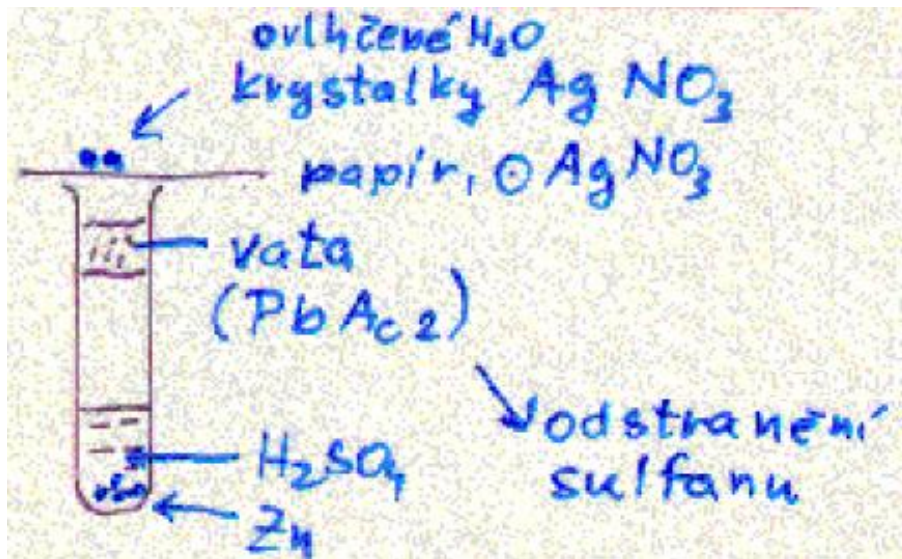 ovlhčené H₂O
krystalky AgNO₃
papír, ⊙ AgNO₃
vata
(PbAc2)
odstranění
sulfanu
H₂SO₄
Zn